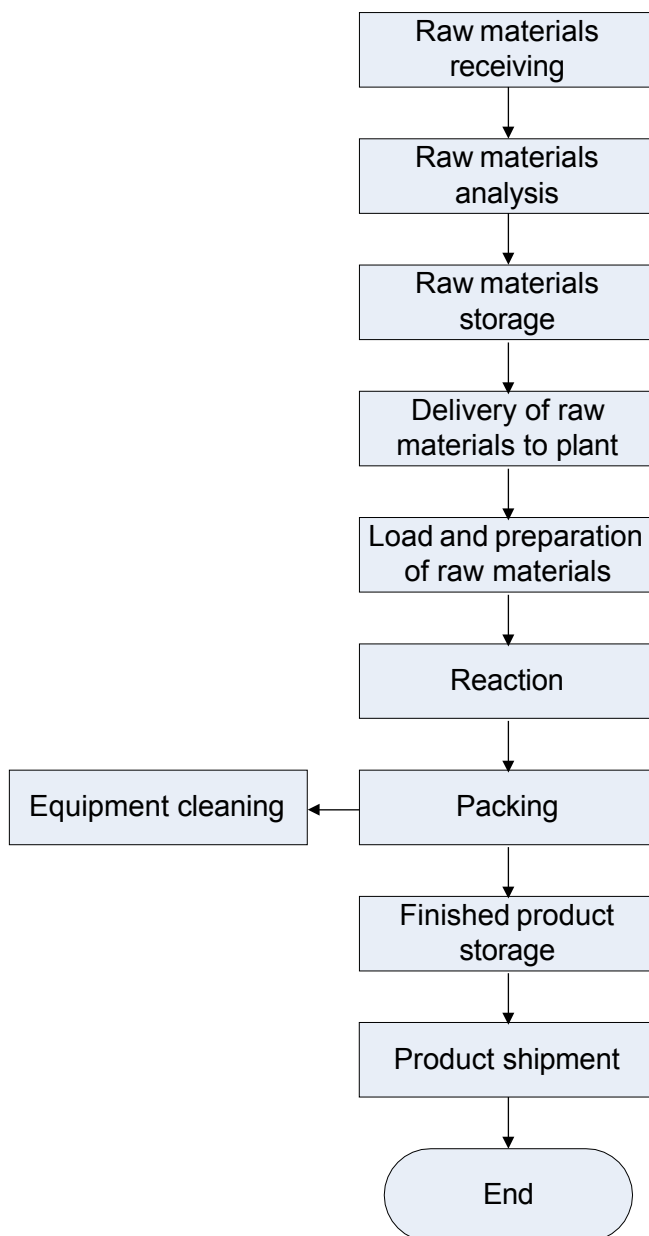 Raw materials
receiving
Raw materials
analysis
Raw materials
storage
Delivery of raw
materials to plant
Load and preparation
of raw materials
Reaction
Equipment cleaning
Packing
Finished product
storage
Product shipment
End